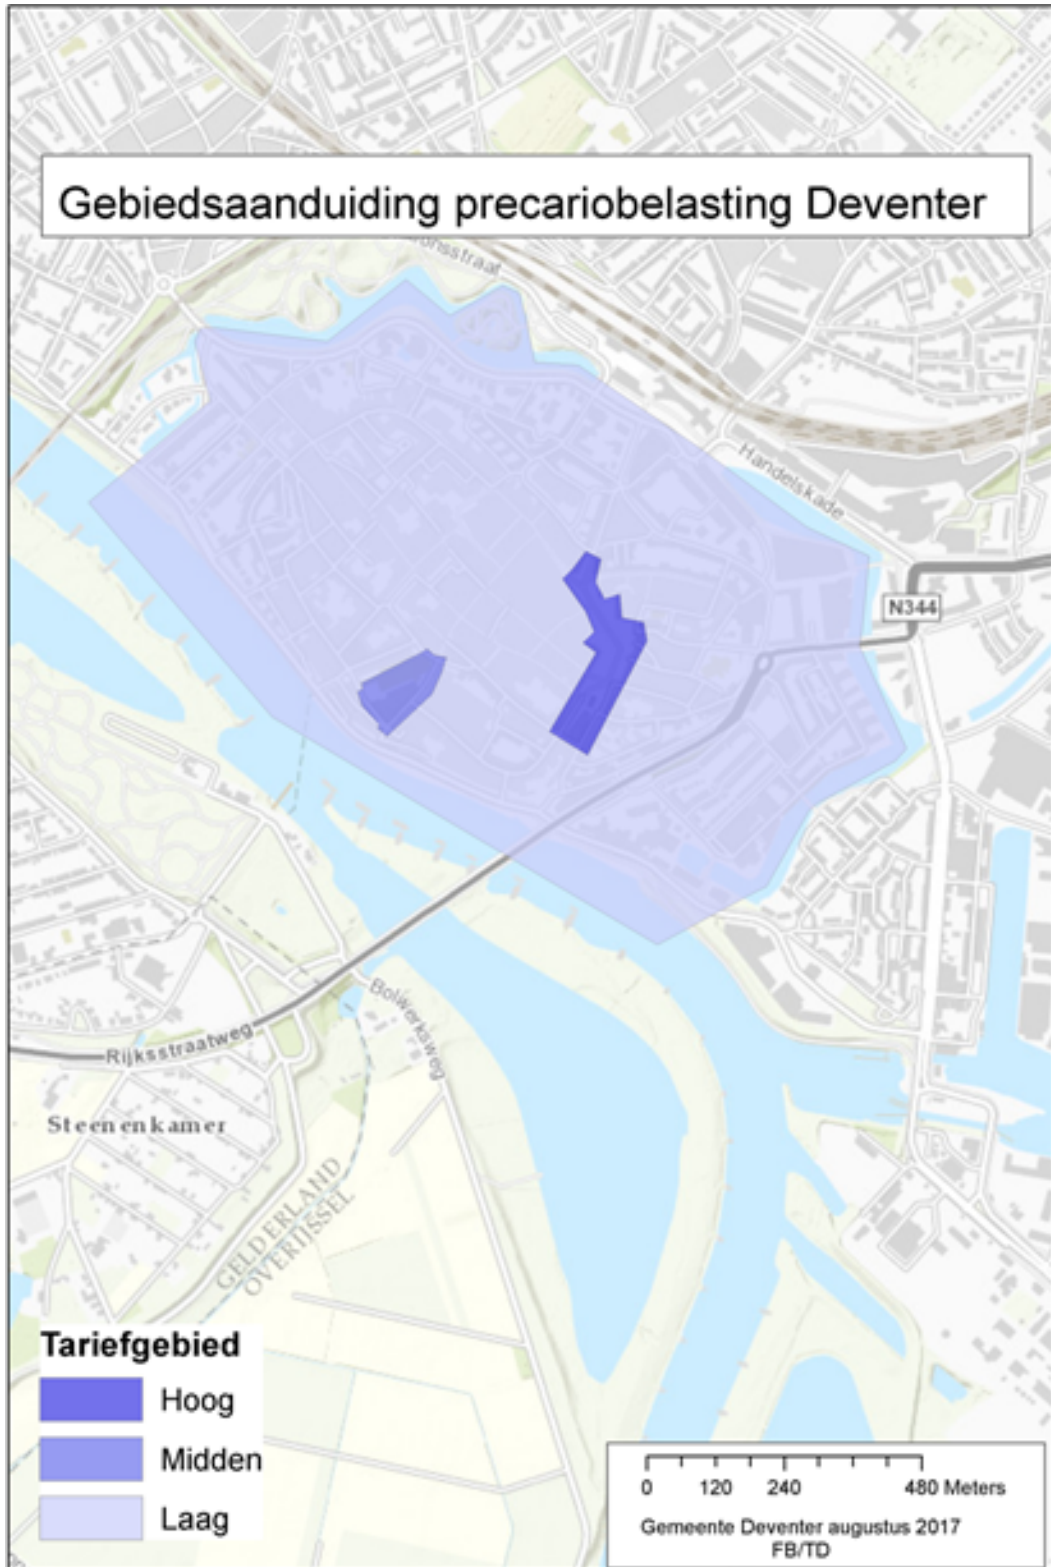 Gebiedsaanduiding precariobelasting Deventer
Handelskade
N344
Rijksstraatweg
Bolwerksweg
Steenenkamer
GELDERLAND
OVERIJSSEL
Tariefgebied
Hoog
Midden
Laag
0 120 240 480 Meters
Gemeente Deventer augustus 2017
FB/TD